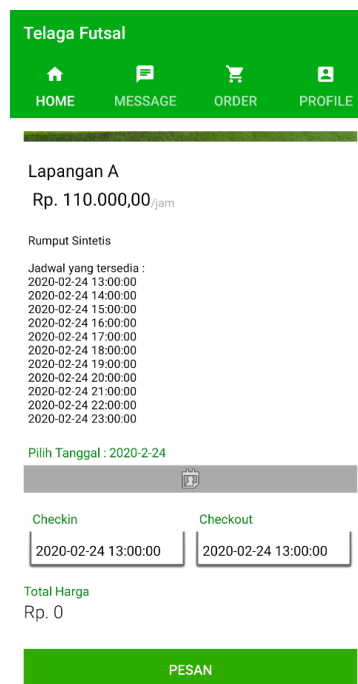 Telaga Futsal
HOME MESSAGE ORDER PROFILE
Lapangan A
Rp. 110.000,00/jam
Rumput Sintetis
Jadwal yang tersedia :
2020-02-24 13:00:00
2020-02-24 14:00:00
2020-02-24 15:00:00
2020-02-24 16:00:00
2020-02-24 17:00:00
2020-02-24 18:00:00
2020-02-24 19:00:00
2020-02-24 20:00:00
2020-02-24 21:00:00
2020-02-24 22:00:00
2020-02-24 23:00:00
Pilih Tanggal : 2020-2-24
Checkin Checkout
2020-02-24 13:00:00 2020-02-24 13:00:00
Total Harga
Rp. 0
PESAN